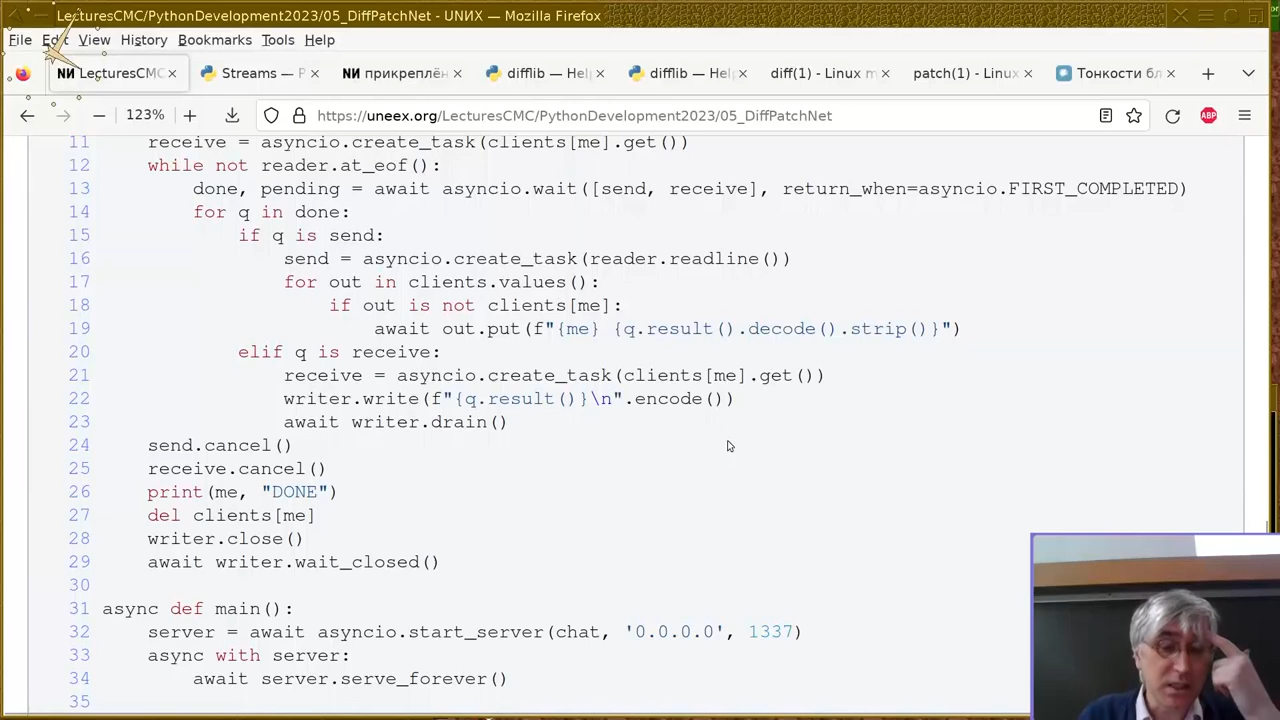 LecturesCMC/PythonDevelopment2023/05_DiffPatchNet - UNИX — Mozilla Firefox
File Edit View History Bookmarks Tools Help
NИ LecturesCMC × Streams — P × NИ прикреплён × difflib — Help × difflib — Help × diff(1) - Linux m × patch(1) - Linux × Тонкости бл × +
123% https://uneex.org/LecturesCMC/PythonDevelopment2023/05_DiffPatchNet ABP
11 receive = asyncio.create_task(clients[me].get())
12 while not reader.at_eof():
13 done, pending = await asyncio.wait([send, receive], return_when=asyncio.FIRST_COMPLETED)
14 for q in done:
15 if q is send:
16 send = asyncio.create_task(reader.readline())
17 for out in clients.values():
18 if out is not clients[me]:
19 await out.put(f"{me} {q.result().decode().strip()}")
20 elif q is receive:
21 receive = asyncio.create_task(clients[me].get())
22 writer.write(f"{q.result()}\n".encode())
23 await writer.drain()
24 send.cancel()
25 receive.cancel()
26 print(me, "DONE")
27 del clients[me]
28 writer.close()
29 await writer.wait_closed()
30
31 async def main():
32 server = await asyncio.start_server(chat, '0.0.0.0', 1337)
33 async with server:
34 await server.serve_forever()
35